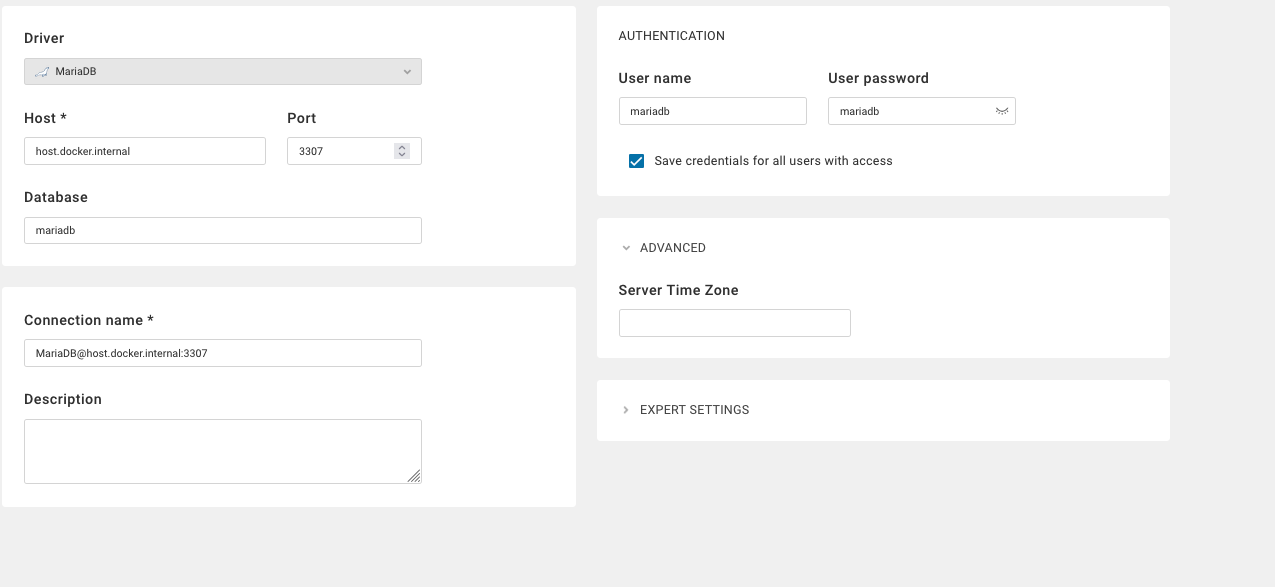 Driver
MariaDB
Host * Port
host.docker.internal 3307
Database
mariadb
Connection name *
MariaDB@host.docker.internal:3307
Description
AUTHENTICATION
User name User password
mariadb mariadb
Save credentials for all users with access
ADVANCED
Server Time Zone
EXPERT SETTINGS